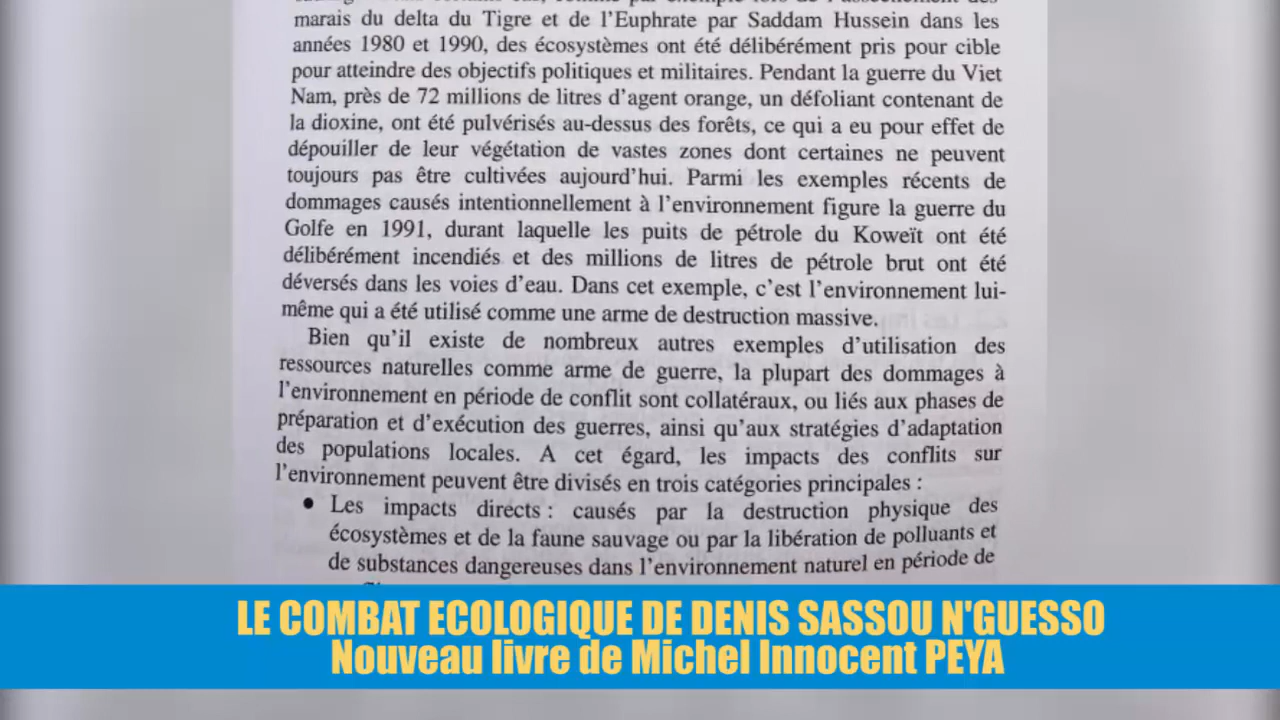 marais du delta du Tigre et de l'Euphrate par Saddam Hussein dans les
années 1980 et 1990, des écosystèmes ont été délibérément pris pour cible
pour atteindre des objectifs politiques et militaires. Pendant la guerre du Viet
Nam, près de 72 millions de litres d'agent orange, un défoliant contenant de
la dioxine, ont été pulvérisés au-dessus des forêts, ce qui a eu pour effet de
dépouiller de leur végétation de vastes zones dont certaines ne peuvent
toujours pas être cultivées aujourd'hui. Parmi les exemples récents de
dommages causés intentionnellement à l'environnement figure la guerre du
Golfe en 1991, durant laquelle les puits de pétrole du Koweït ont été
délibérément incendiés et des millions de litres de pétrole brut ont été
déversés dans les voies d'eau. Dans cet exemple, c'est l'environnement lui-
même qui a été utilisé comme une arme de destruction massive.
Bien qu'il existe de nombreux autres exemples d'utilisation des
ressources naturelles comme arme de guerre, la plupart des dommages à
l'environnement en période de conflit sont collatéraux, ou liés aux phases de
préparation et d'exécution des guerres, ainsi qu'aux stratégies d'adaptation
des populations locales. A cet égard, les impacts des conflits sur
l'environnement peuvent être divisés en trois catégories principales :
• Les impacts directs : causés par la destruction physique des
écosystèmes et de la faune sauvage ou par la libération de polluants et
de substances dangereuses dans l'environnement naturel en période de
LE COMBAT ECOLOGIQUE DE DENIS SASSOU N'GUESSO
Nouveau livre de Michel Innocent PEYA